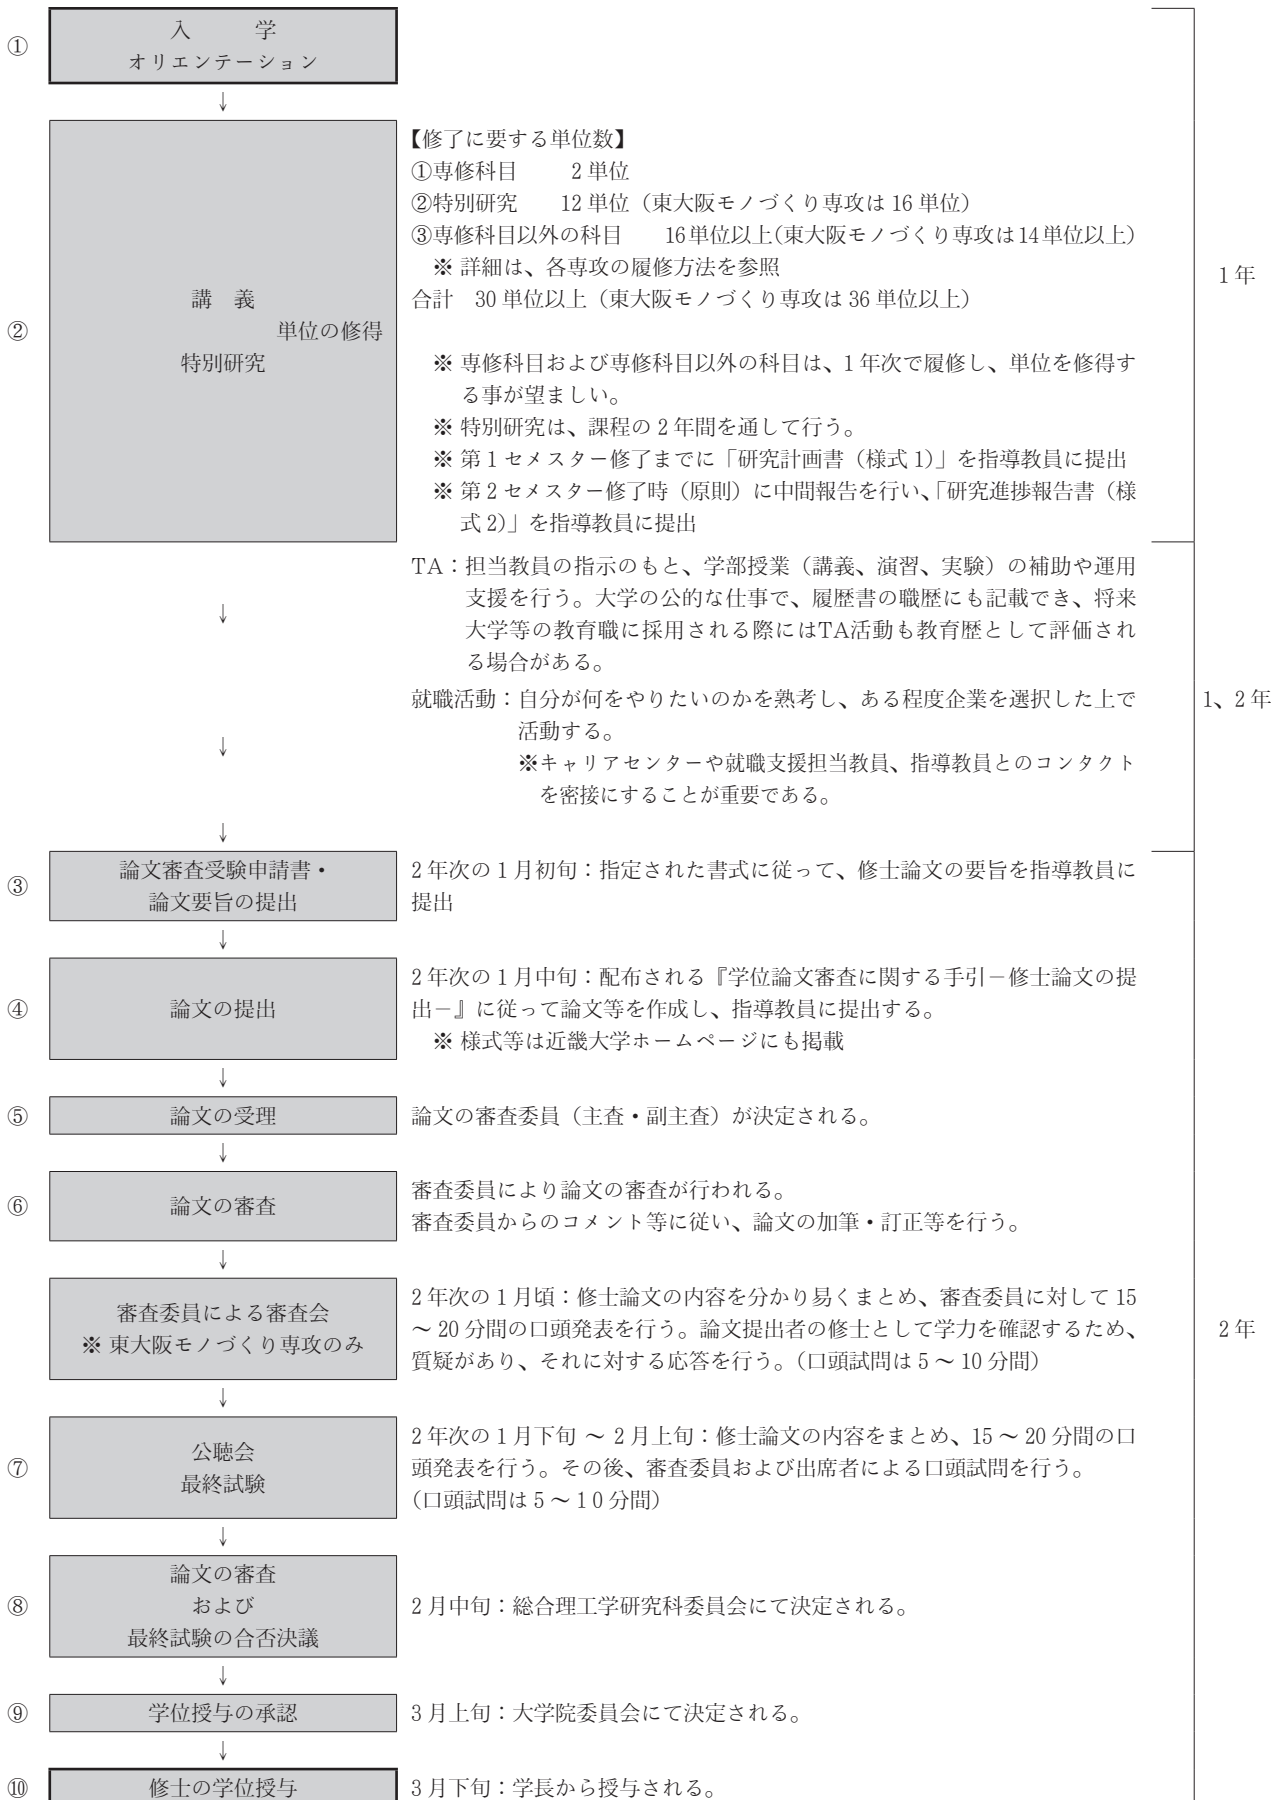 ①
入　学
オリエンテーション
↓
②
講　義
単位の修得
特別研究
【修了に要する単位数】
①専修科目　2 単位
②特別研究　12 単位（東大阪モノづくり専攻は 16 単位）
③専修科目以外の科目　16単位以上（東大阪モノづくり専攻は14単位以上）
※ 詳細は、各専攻の履修方法を参照
合計　30 単位以上（東大阪モノづくり専攻は 36 単位以上）
※ 専修科目および専修科目以外の科目は、1 年次で履修し、単位を修得す
る事が望ましい。
※ 特別研究は、課程の 2 年間を通して行う。
※ 第 1 セメスター修了までに「研究計画書（様式 1）」を指導教員に提出
※ 第 2 セメスター修了時（原則）に中間報告を行い、「研究進捗報告書（様
式 2）」を指導教員に提出
1 年
↓
TA：担当教員の指示のもと、学部授業（講義、演習、実験）の補助や運用
支援を行う。大学の公的な仕事で、履歴書の職歴にも記載でき、将来
大学等の教育職に採用される際にはTA活動も教育歴として評価され
る場合がある。
↓
就職活動：自分が何をやりたいのかを熟考し、ある程度企業を選択した上で
活動する。
※キャリアセンターや就職支援担当教員、指導教員とのコンタクト
を密接にすることが重要である。
1、2 年
↓
③
論文審査受験申請書・
論文要旨の提出
2 年次の 1 月初旬：指定された書式に従って、修士論文の要旨を指導教員に
提出
↓
④
論文の提出
2 年次の 1 月中旬：配布される『学位論文審査に関する手引－修士論文の提
出－』に従って論文等を作成し、指導教員に提出する。
※ 様式等は近畿大学ホームページにも掲載
↓
⑤
論文の受理
論文の審査委員（主査・副主査）が決定される。
↓
⑥
論文の審査
審査委員により論文の審査が行われる。
審査委員からのコメント等に従い、論文の加筆・訂正等を行う。
↓
審査委員による審査会
※ 東大阪モノづくり専攻のみ
2 年次の 1 月頃：修士論文の内容を分かり易くまとめ、審査委員に対して 15
～ 20 分間の口頭発表を行う。論文提出者の修士として学力を確認するため、
質疑があり、それに対する応答を行う。（口頭試問は 5 ～ 10 分間）
2 年
↓
⑦
公聴会
最終試験
2 年次の 1 月下旬 ～ 2 月上旬：修士論文の内容をまとめ、15 ～ 20 分間の口
頭発表を行う。その後、審査委員および出席者による口頭試問を行う。
（口頭試問は 5 ～ 1 0 分間）
↓
⑧
論文の審査
および
最終試験の合否決議
2 月中旬：総合理工学研究科委員会にて決定される。
↓
⑨
学位授与の承認
3 月上旬：大学院委員会にて決定される。
↓
⑩
修士の学位授与
3 月下旬：学長から授与される。